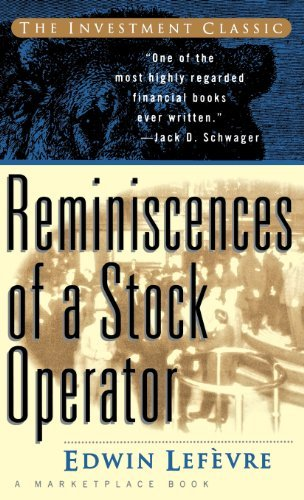 The Investment Classic
"One of the
most highly regarded
financial books
ever written."
—Jack D. Schwager
Reminiscences
of a Stock
Operator
Edwin Lefèvre
A Marketplace Book